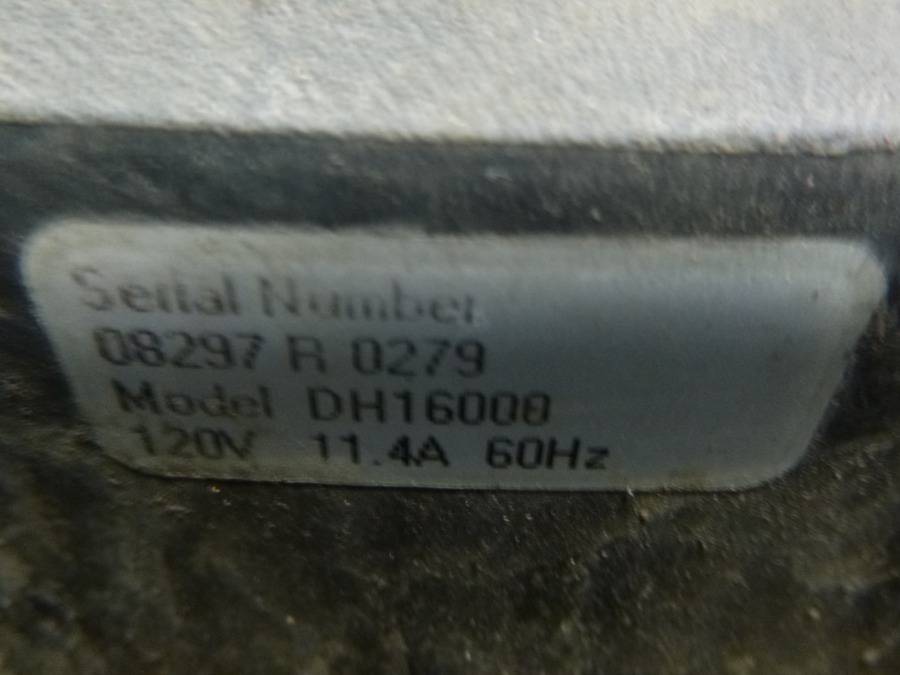 Serial Number
08297 R 0279
Model DH16000
120V 11.4A 60Hz